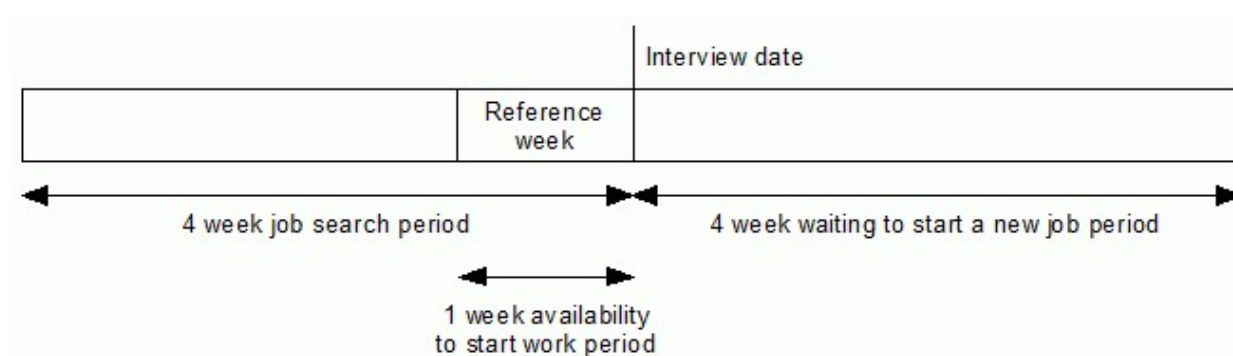 Interview date
Reference
week
4 week job search period
4 week waiting to start a new job period
1 week availability
to start work period